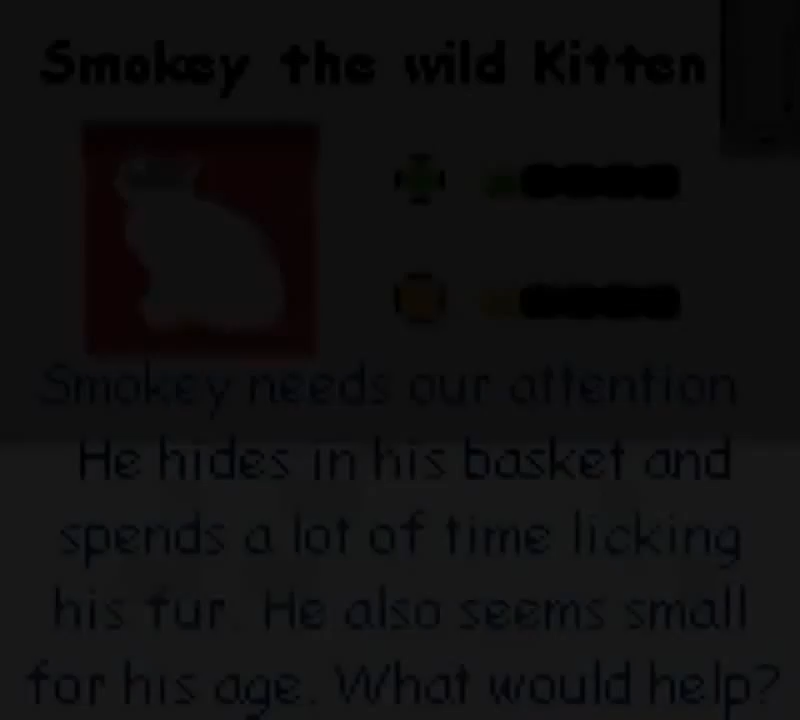 Smokey the wild Kitten
Smokey needs our attention
He hides in his basket and
spends a lot of time licking
his fur. He also seems small
for his age. What would help?